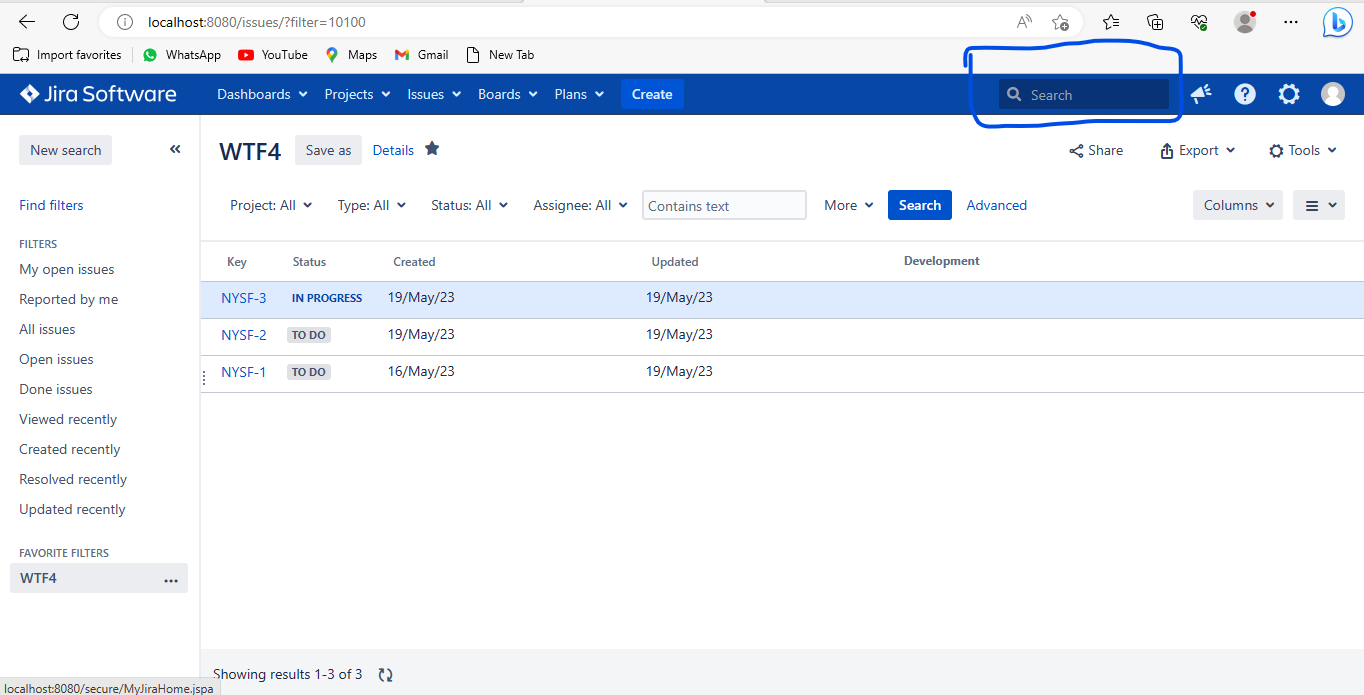 localhost:8080/issues/?filter=10100
Import favorites WhatsApp YouTube Maps Gmail New Tab
Jira Software Dashboards Projects Issues Boards Plans Create Search
New search WTF4 Save as Details Share Export Tools
Find filters Project: All Type: All Status: All Assignee: All Contains text More Search Advanced Columns
FILTERS
My open issues
Reported by me
All issues
Open issues
Done issues
Viewed recently
Created recently
Resolved recently
Updated recently
FAVORITE FILTERS
WTF4
Key Status Created Updated Development
NYSF-3 IN PROGRESS 19/May/23 19/May/23
NYSF-2 TO DO 19/May/23 19/May/23
NYSF-1 TO DO 16/May/23 19/May/23
Showing results 1-3 of 3
localhost:8080/secure/MyJiraHome.jspa